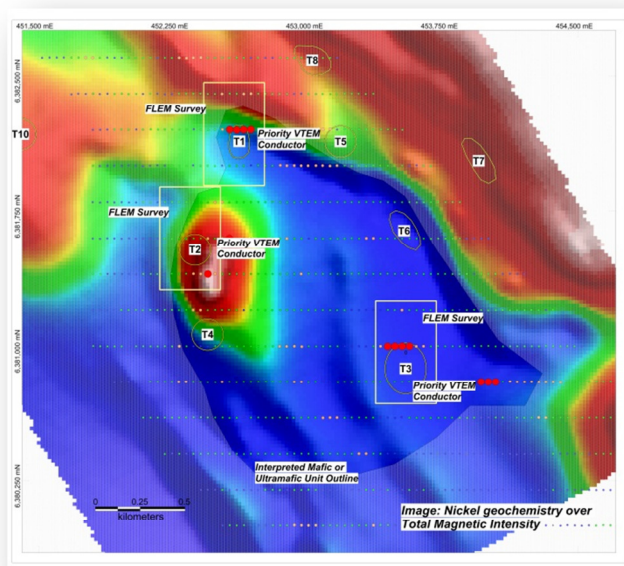 451,500 mE 452,250 mE 453,000 mE 453,750 mE 454,500 mE
6,382,500 mN
T8
FLEM Survey
T10
T1
Priority VTEM
Conductor
T5
T7
6,381,750 mN
FLEM Survey
T6
T2
Priority VTEM
Conductor
FLEM Survey
T4
6,381,000 mN
T3
Priority VTEM
Conductor
Interpreted Mafic or
Ultramafic Unit Outline
6,380,250 mN
0 0.25 0.5
kilometers
Image: Nickel geochemistry over
Total Magnetic Intensity